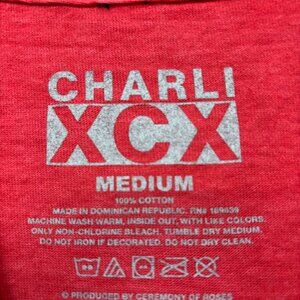 CHARLI
XCX
MEDIUM
100% COTTON
MADE IN DOMINICAN REPUBLIC. RN# 169639
MACHINE WASH WARM, INSIDE OUT, WITH LIKE COLORS.
ONLY NON-CHLORINE BLEACH. TUMBLE DRY MEDIUM.
DO NOT IRON IF DECORATED. DO NOT DRY CLEAN.
© PRODUCED BY CEREMONY OF ROSES